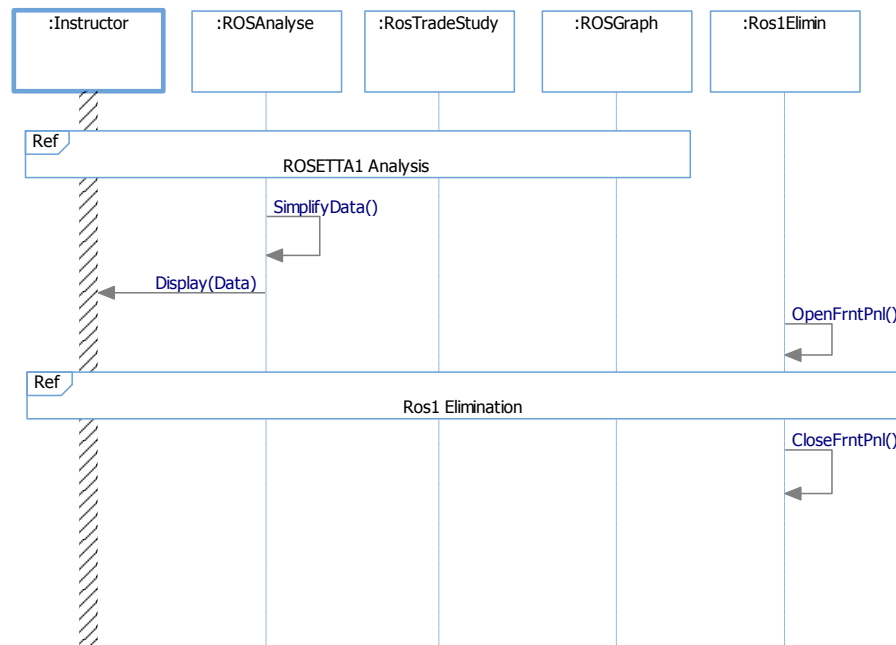 :Instructor
:ROSAnalyse
:RosTradeStudy
:ROSGraph
:Ros1Elimin
Ref
ROSETTA1 Analysis
SimplifyData()
Display(Data)
OpenFrntPnl()
Ref
Ros1 Elimination
CloseFrntPnl()